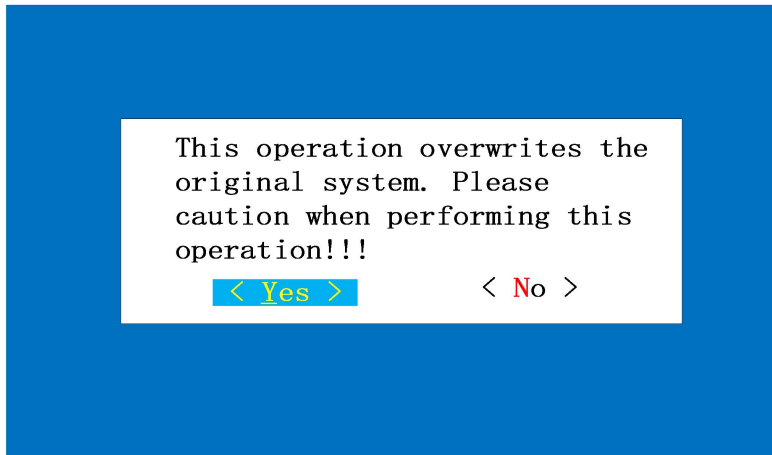 This operation overwrites the
original system. Please
caution when performing this
operation!!!
< Yes > < No >